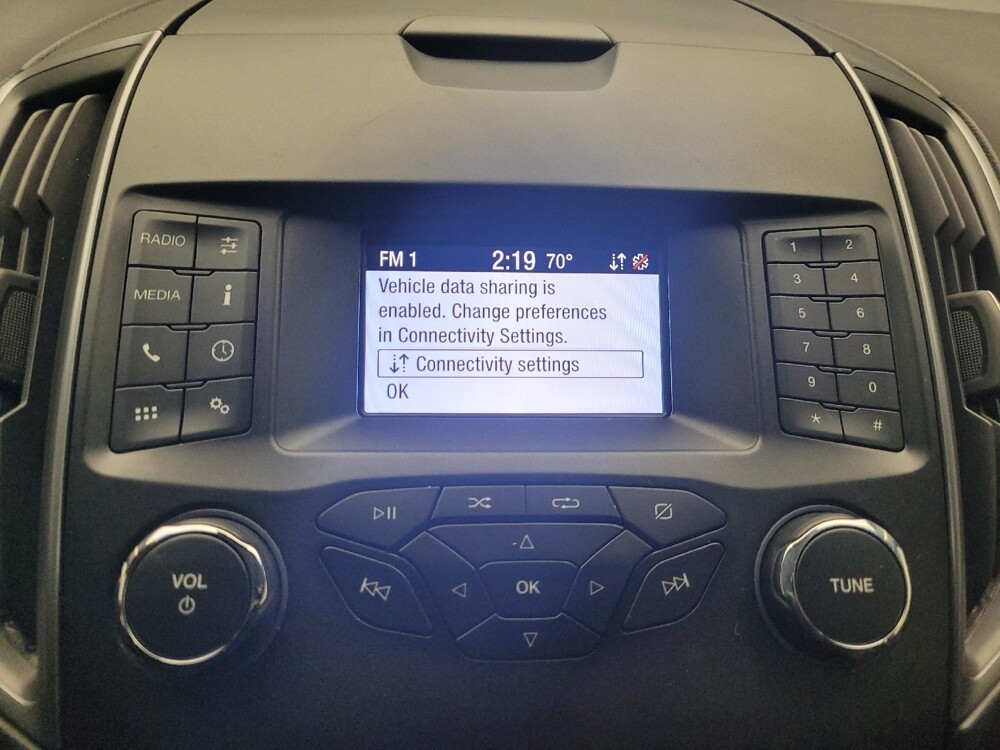 FM 1 2:19 70°
Vehicle data sharing is
enabled. Change preferences
in Connectivity Settings.
Connectivity settings
OK
RADIO
MEDIA
i
1 2
3 4
5 6
7 8
9 0
* #
VOL
OK
TUNE